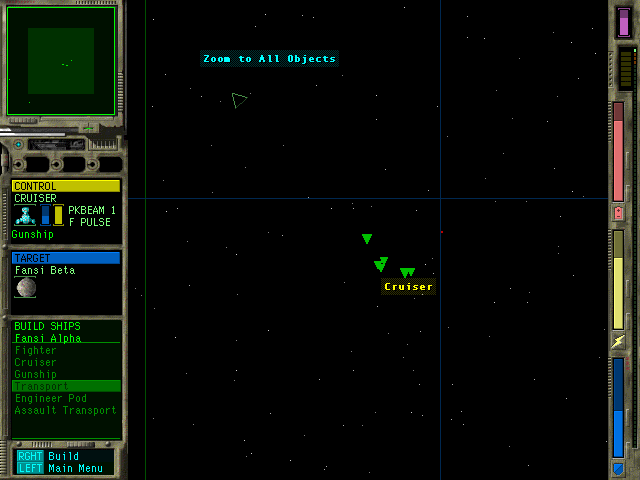 Zoom to All Objects
CONTROL
CRUISER
PKBEAM 1
F PULSE
Gunship
TARGET
Fansi Beta
Cruiser
BUILD SHIPS
Fansi Alpha
Fighter
Cruiser
Gunship
Transport
Engineer Pod
Assault Transport
RGHT Build
LEFT Main Menu